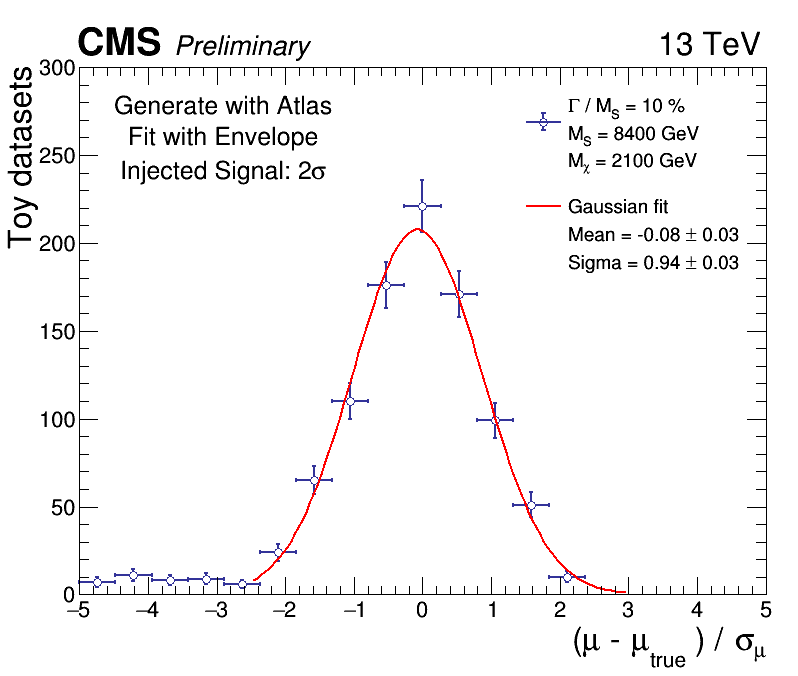 CMS Preliminary 13 TeV
Toy datasets
300
250
200
150
100
50
0
Generate with Atlas
Fit with Envelope
Injected Signal: 2σ
Γ / M_S = 10 %
M_S = 8400 GeV
M_χ = 2100 GeV
Gaussian fit
Mean = -0.08 ± 0.03
Sigma = 0.94 ± 0.03
−5 −4 −3 −2 −1 0 1 2 3 4 5
(μ - μ_true ) / σ_μ